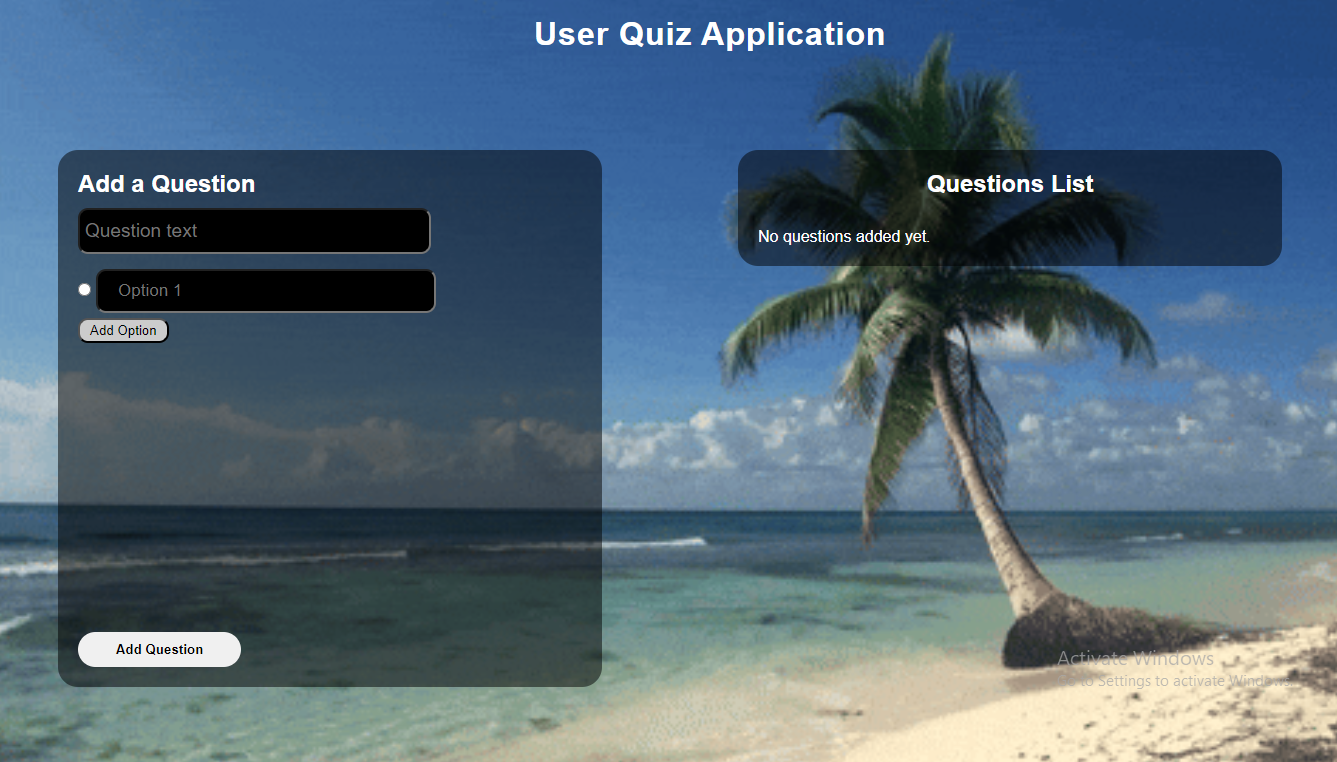 User Quiz Application
Add a Question
Question text
Option 1
Add Option
Add Question
Questions List
No questions added yet.
Activate Windows
Go to Settings to activate Windows.